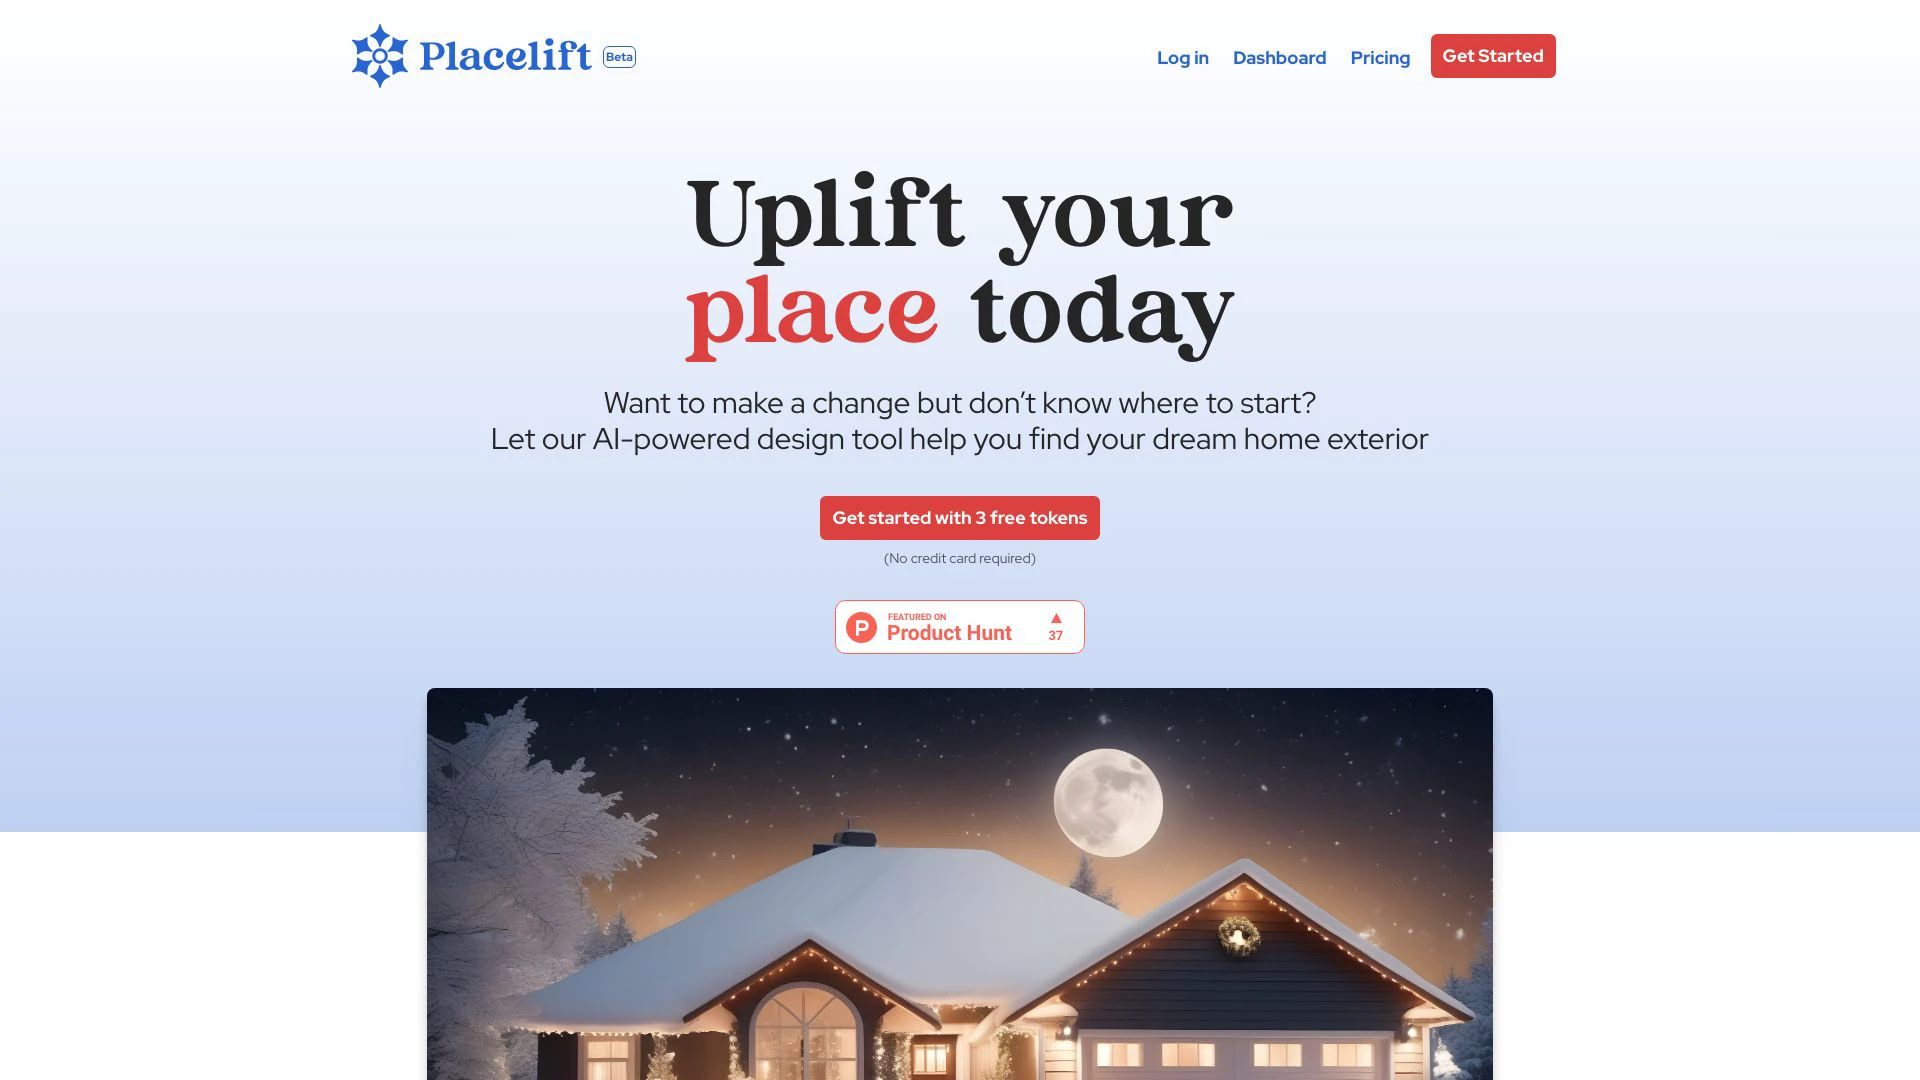 Placelift
Beta
Log in
Dashboard
Pricing
Get Started
Uplift your
place today
Want to make a change but don’t know where to start?
Let our AI-powered design tool help you find your dream home exterior
Get started with 3 free tokens
(No credit card required)
P
FEATURED ON
Product Hunt
▲
37